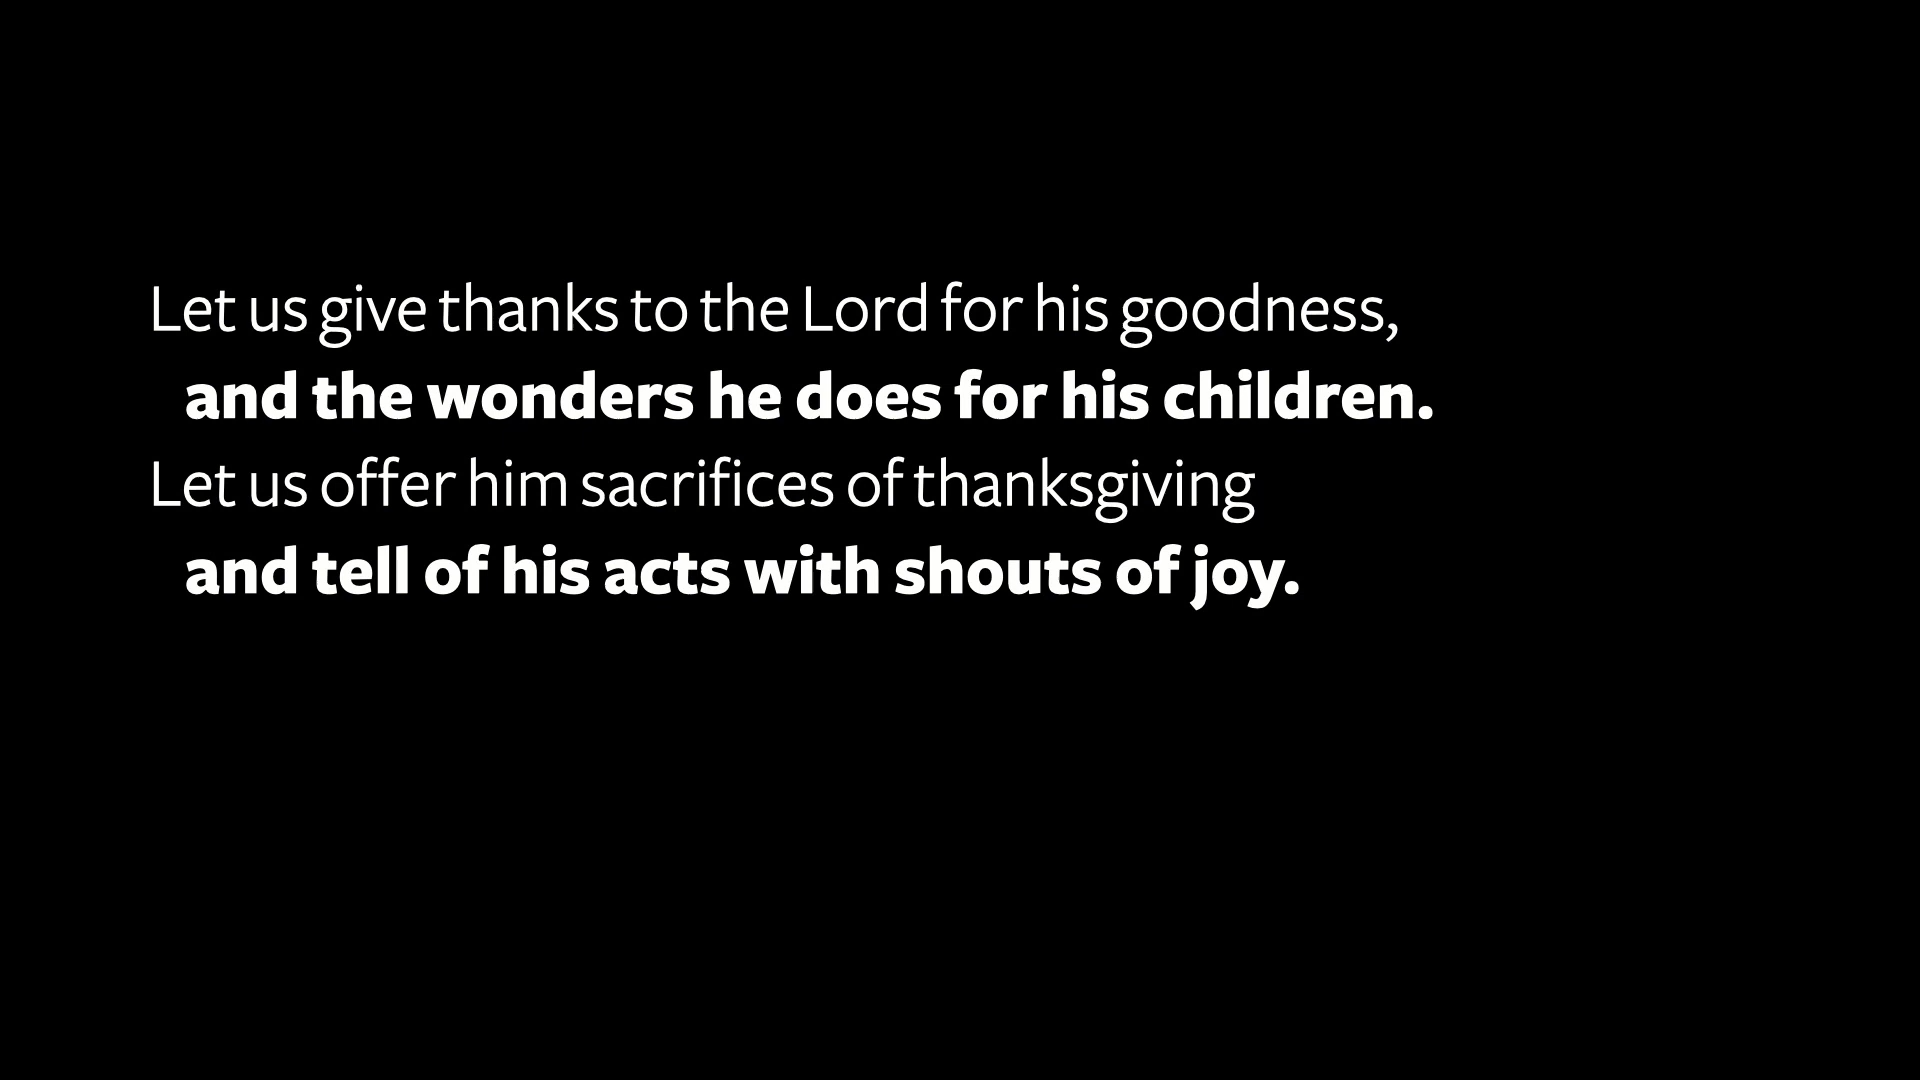 Let us give thanks to the Lord for his goodness,
and the wonders he does for his children.
Let us offer him sacrifices of thanksgiving
and tell of his acts with shouts of joy.